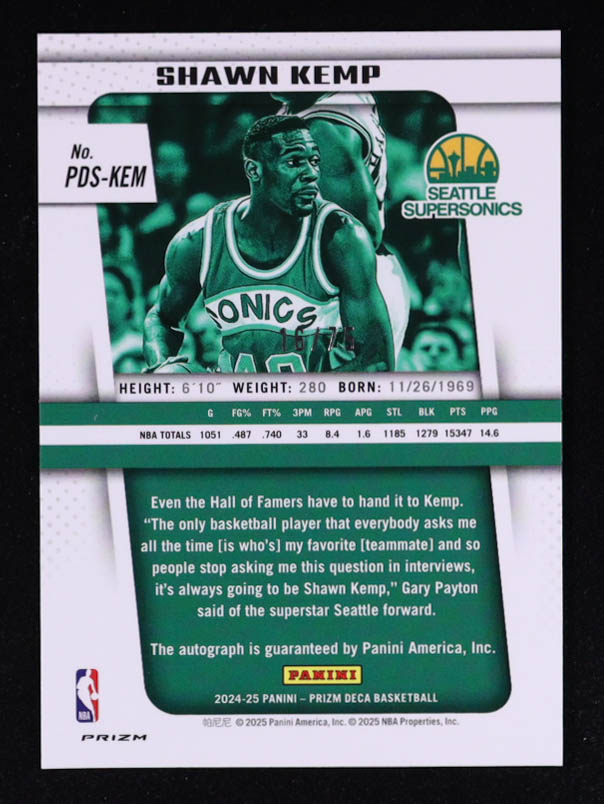 SHAWN KEMP
No.
PDS-KEM
SEATTLE
SUPERSONICS
SONICS
40
16/75
HEIGHT: 6'10" WEIGHT: 280 BORN: 11/26/1969
G FG% FT% 3PM RPG APG STL BLK PTS PPG
NBA TOTALS 1051 .487 .740 33 8.4 1.6 1185 1279 15347 14.6
Even the Hall of Famers have to hand it to Kemp.
“The only basketball player that everybody asks me
all the time [is who's] my favorite [teammate] and so
people stop asking me this question in interviews,
it's always going to be Shawn Kemp,” Gary Payton
said of the superstar Seattle forward.
The autograph is guaranteed by Panini America, Inc.
PANINI
2024-25 PANINI – PRIZM DECA BASKETBALL
帕尼尼 © 2025 Panini America, Inc. © 2025 NBA Properties, Inc.
NBA
PRIZM